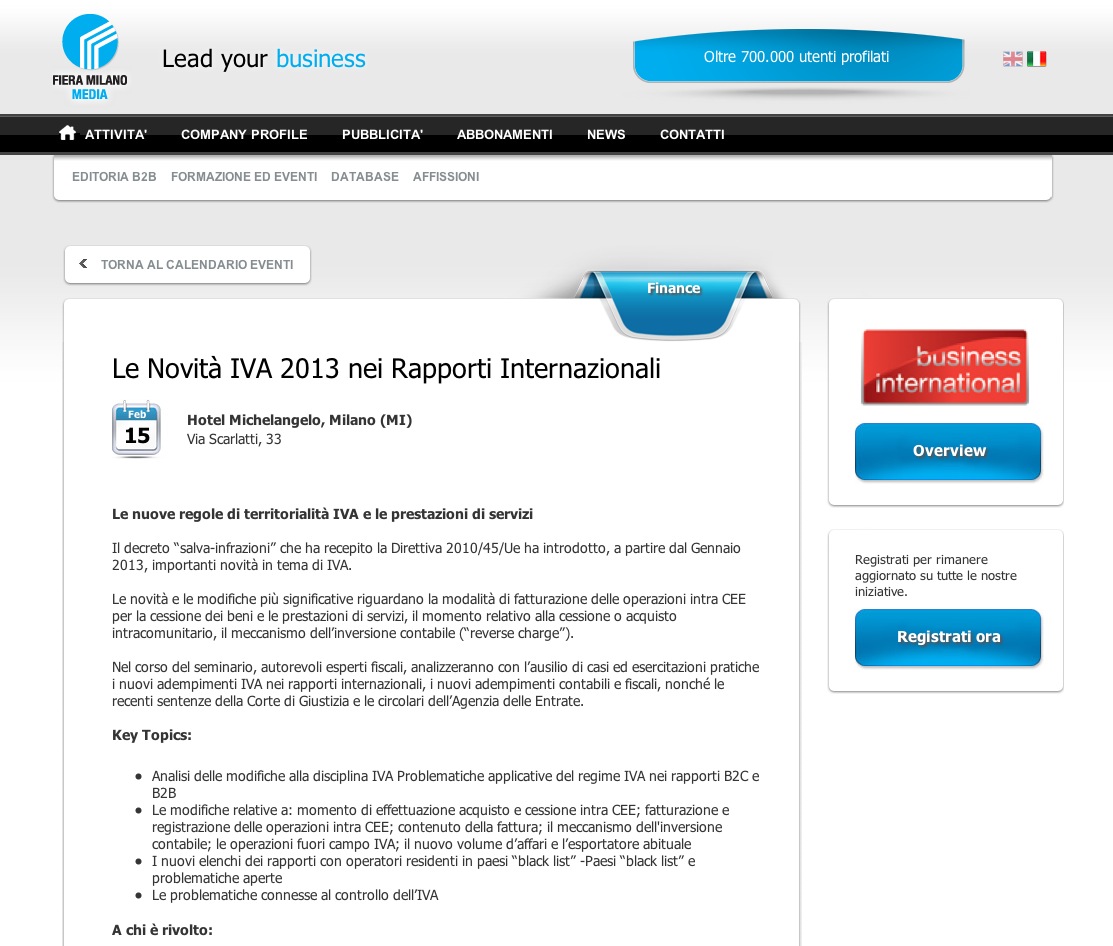 FIERA MILANO
MEDIA
Lead your business
Oltre 700.000 utenti profilati
ATTIVITA' COMPANY PROFILE PUBBLICITA' ABBONAMENTI NEWS CONTATTI
EDITORIA B2B FORMAZIONE ED EVENTI DATABASE AFFISSIONI
TORNA AL CALENDARIO EVENTI
Finance
Le Novità IVA 2013 nei Rapporti Internazionali
Feb
15
Hotel Michelangelo, Milano (MI)
Via Scarlatti, 33
Le nuove regole di territorialità IVA e le prestazioni di servizi
Il decreto “salva-infrazioni” che ha recepito la Direttiva 2010/45/Ue ha introdotto, a partire dal Gennaio
2013, importanti novità in tema di IVA.
Le novità e le modifiche più significative riguardano la modalità di fatturazione delle operazioni intra CEE
per la cessione dei beni e le prestazioni di servizi, il momento relativo alla cessione o acquisto
intracomunitario, il meccanismo dell’inversione contabile (“reverse charge”).
Nel corso del seminario, autorevoli esperti fiscali, analizzeranno con l’ausilio di casi ed esercitazioni pratiche
i nuovi adempimenti IVA nei rapporti internazionali, i nuovi adempimenti contabili e fiscali, nonché le
recenti sentenze della Corte di Giustizia e le circolari dell’Agenzia delle Entrate.
Key Topics:
• Analisi delle modifiche alla disciplina IVA Problematiche applicative del regime IVA nei rapporti B2C e
B2B
• Le modifiche relative a: momento di effettuazione acquisto e cessione intra CEE; fatturazione e
registrazione delle operazioni intra CEE; contenuto della fattura; il meccanismo dell'inversione
contabile; le operazioni fuori campo IVA; il nuovo volume d’affari e l’esportatore abituale
• I nuovi elenchi dei rapporti con operatori residenti in paesi “black list” -Paesi “black list” e
problematiche aperte
• Le problematiche connesse al controllo dell’IVA
A chi è rivolto:
business
international
Overview
Registrati per rimanere
aggiornato su tutte le nostre
iniziative.
Registrati ora